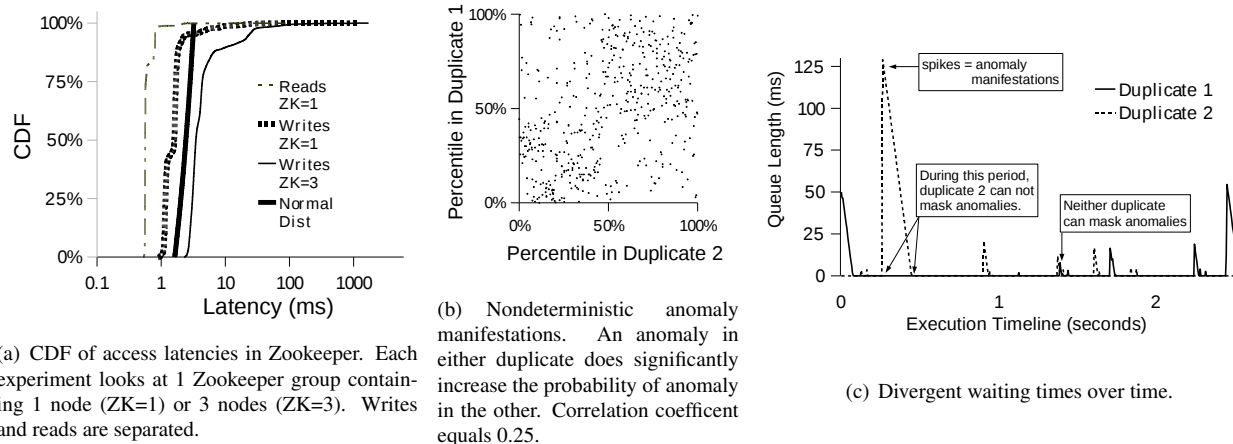 100%
75%
50%
25%
0%
CDF
0.1
1
10
100
1000
Latency (ms)
Reads
ZK=1
Writes
ZK=1
Writes
ZK=3
Normal
Dist
(a) CDF of access latencies in Zookeeper. Each
experiment looks at 1 Zookeeper group contain-
ing 1 node (ZK=1) or 3 nodes (ZK=3). Writes
and reads are separated.
100%
50%
0%
Percentile in Duplicate 1
0%
50%
100%
Percentile in Duplicate 2
(b) Nondeterministic anomaly
manifestations. An anomaly in
either duplicate does significantly
increase the probability of anomaly
in the other. Correlation coefficent
equals 0.25.
125
100
75
50
25
0
Queue Length (ms)
spikes = anomaly
manifestations
Duplicate 1
Duplicate 2
During this period,
duplicate 2 can not
mask anomalies.
Neither duplicate
can mask anomalies
0
1
2
Execution Timeline (seconds)
(c) Divergent waiting times over time.